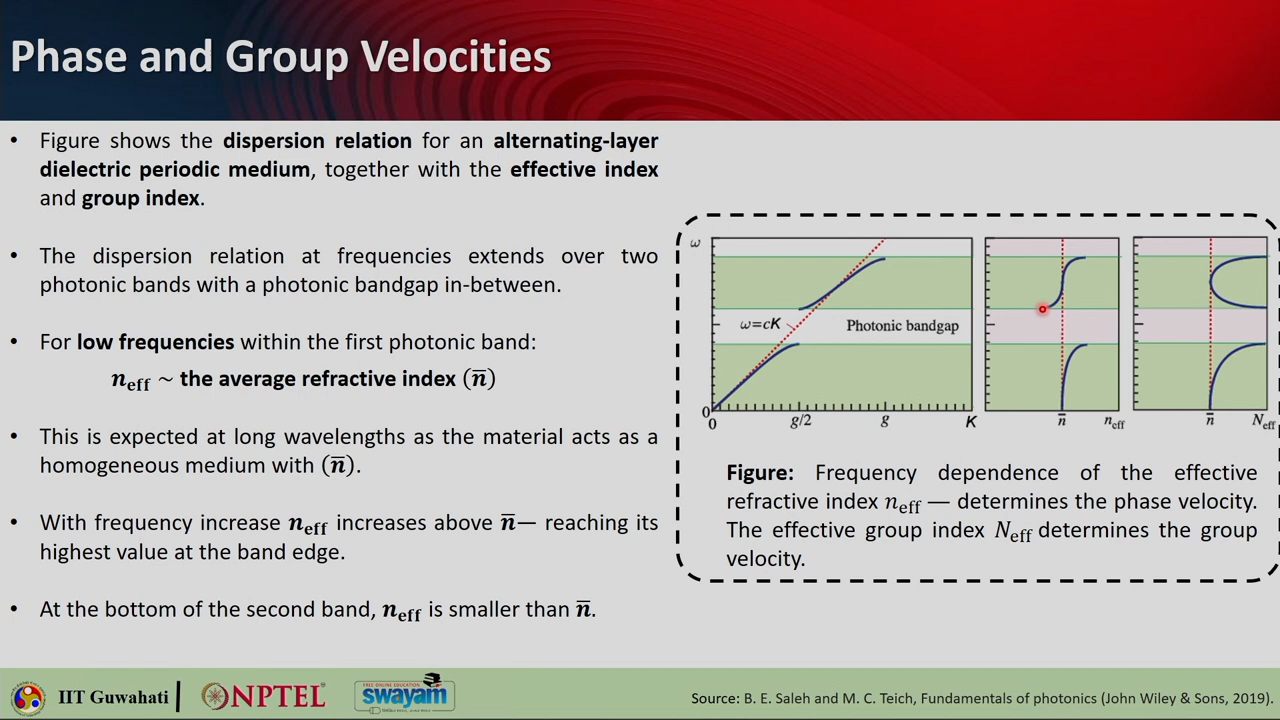 Phase and Group Velocities
• Figure shows the dispersion relation for an alternating-layer
dielectric periodic medium, together with the effective index
and group index.
• The dispersion relation at frequencies extends over two
photonic bands with a photonic bandgap in-between.
• For low frequencies within the first photonic band:
n_eff ~ the average refractive index (n̅)
• This is expected at long wavelengths as the material acts as a
homogeneous medium with (n̅).
• With frequency increase n_eff increases above n̅— reaching its
highest value at the band edge.
• At the bottom of the second band, n_eff is smaller than n̅.
ω
ω=cK
Photonic bandgap
0
0 g/2 g K
n̅ n_eff
n̅ N_eff
Figure: Frequency dependence of the effective
refractive index n_eff — determines the phase velocity.
The effective group index N_eff determines the group
velocity.
IIT Guwahati
NPTEL
FREE ONLINE EDUCATION
swayam
Source: B. E. Saleh and M. C. Teich, Fundamentals of photonics(John Wiley & Sons, 2019).